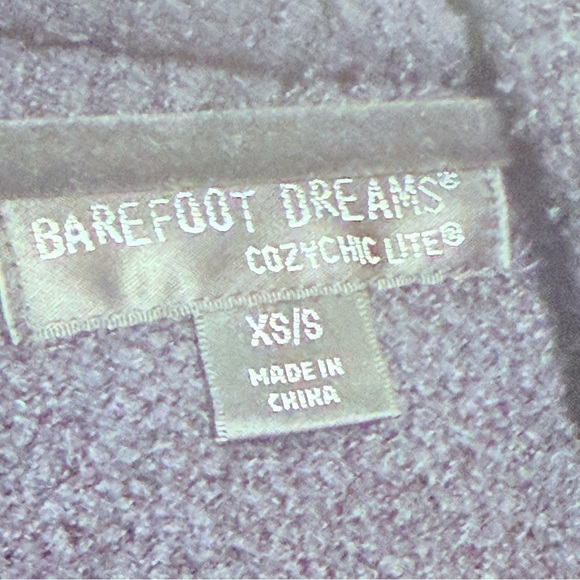 BAREFOOT DREAMS®
COZYCHIC LITE®
XS/S
MADE IN
CHINA